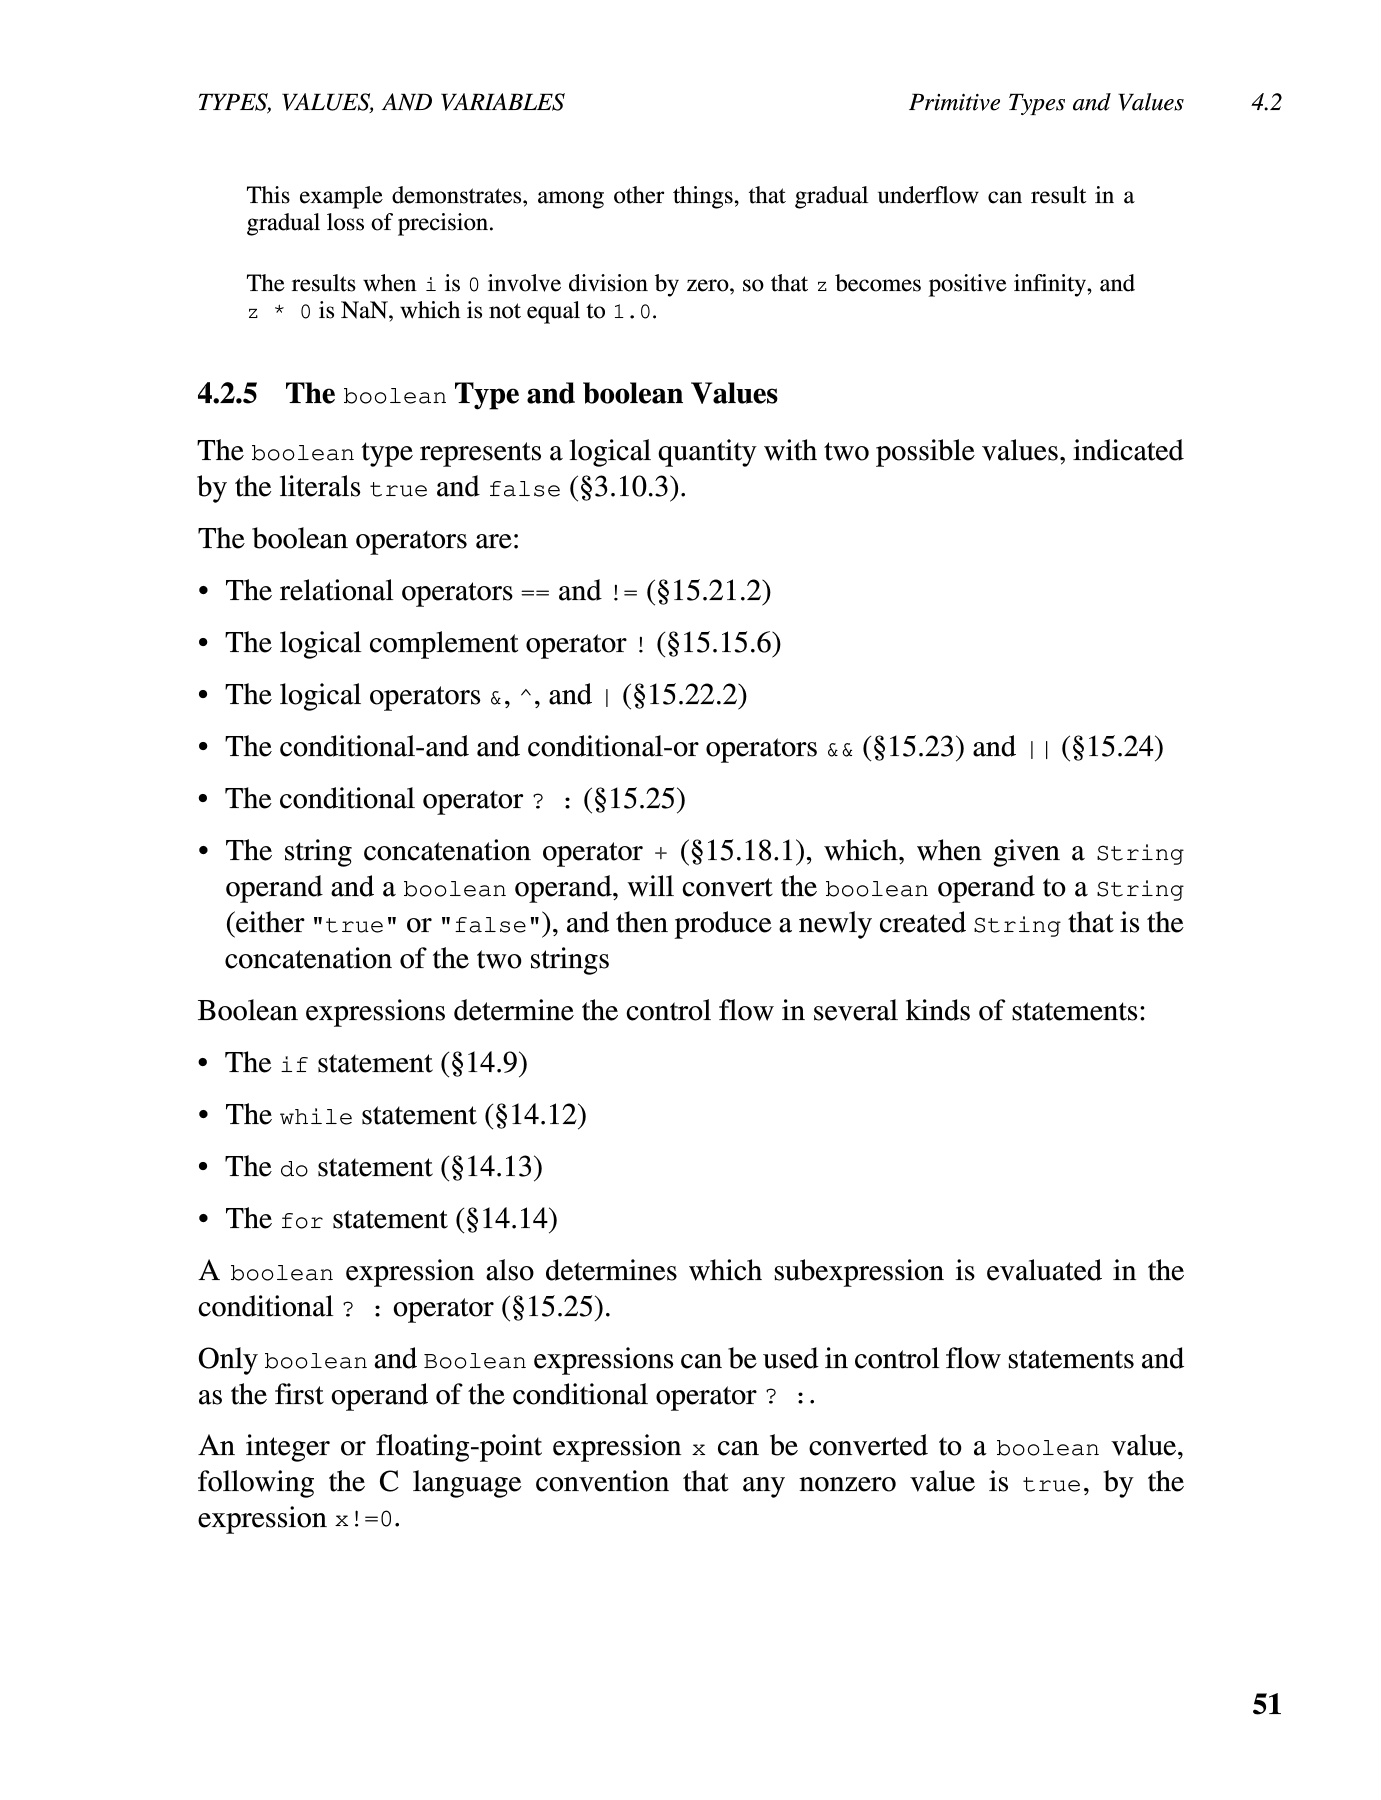 TYPES, VALUES, AND VARIABLES Primitive Types and Values 4.2
This example demonstrates, among other things, that gradual underflow can result in a
gradual loss of precision.
The results when i is 0 involve division by zero, so that z becomes positive infinity, and
z * 0 is NaN, which is not equal to 1.0.
4.2.5 The boolean Type and boolean Values
The boolean type represents a logical quantity with two possible values, indicated
by the literals true and false (§3.10.3).
The boolean operators are:
• The relational operators == and != (§15.21.2)
• The logical complement operator ! (§15.15.6)
• The logical operators &, ^, and | (§15.22.2)
• The conditional-and and conditional-or operators && (§15.23) and || (§15.24)
• The conditional operator ? : (§15.25)
• The string concatenation operator + (§15.18.1), which, when given a String
operand and a boolean operand, will convert the boolean operand to a String
(either "true" or "false"), and then produce a newly created String that is the
concatenation of the two strings
Boolean expressions determine the control flow in several kinds of statements:
• The if statement (§14.9)
• The while statement (§14.12)
• The do statement (§14.13)
• The for statement (§14.14)
A boolean expression also determines which subexpression is evaluated in the
conditional ? : operator (§15.25).
Only boolean and Boolean expressions can be used in control flow statements and
as the first operand of the conditional operator ? :.
An integer or floating-point expression x can be converted to a boolean value,
following the C language convention that any nonzero value is true, by the
expression x!=0.
51